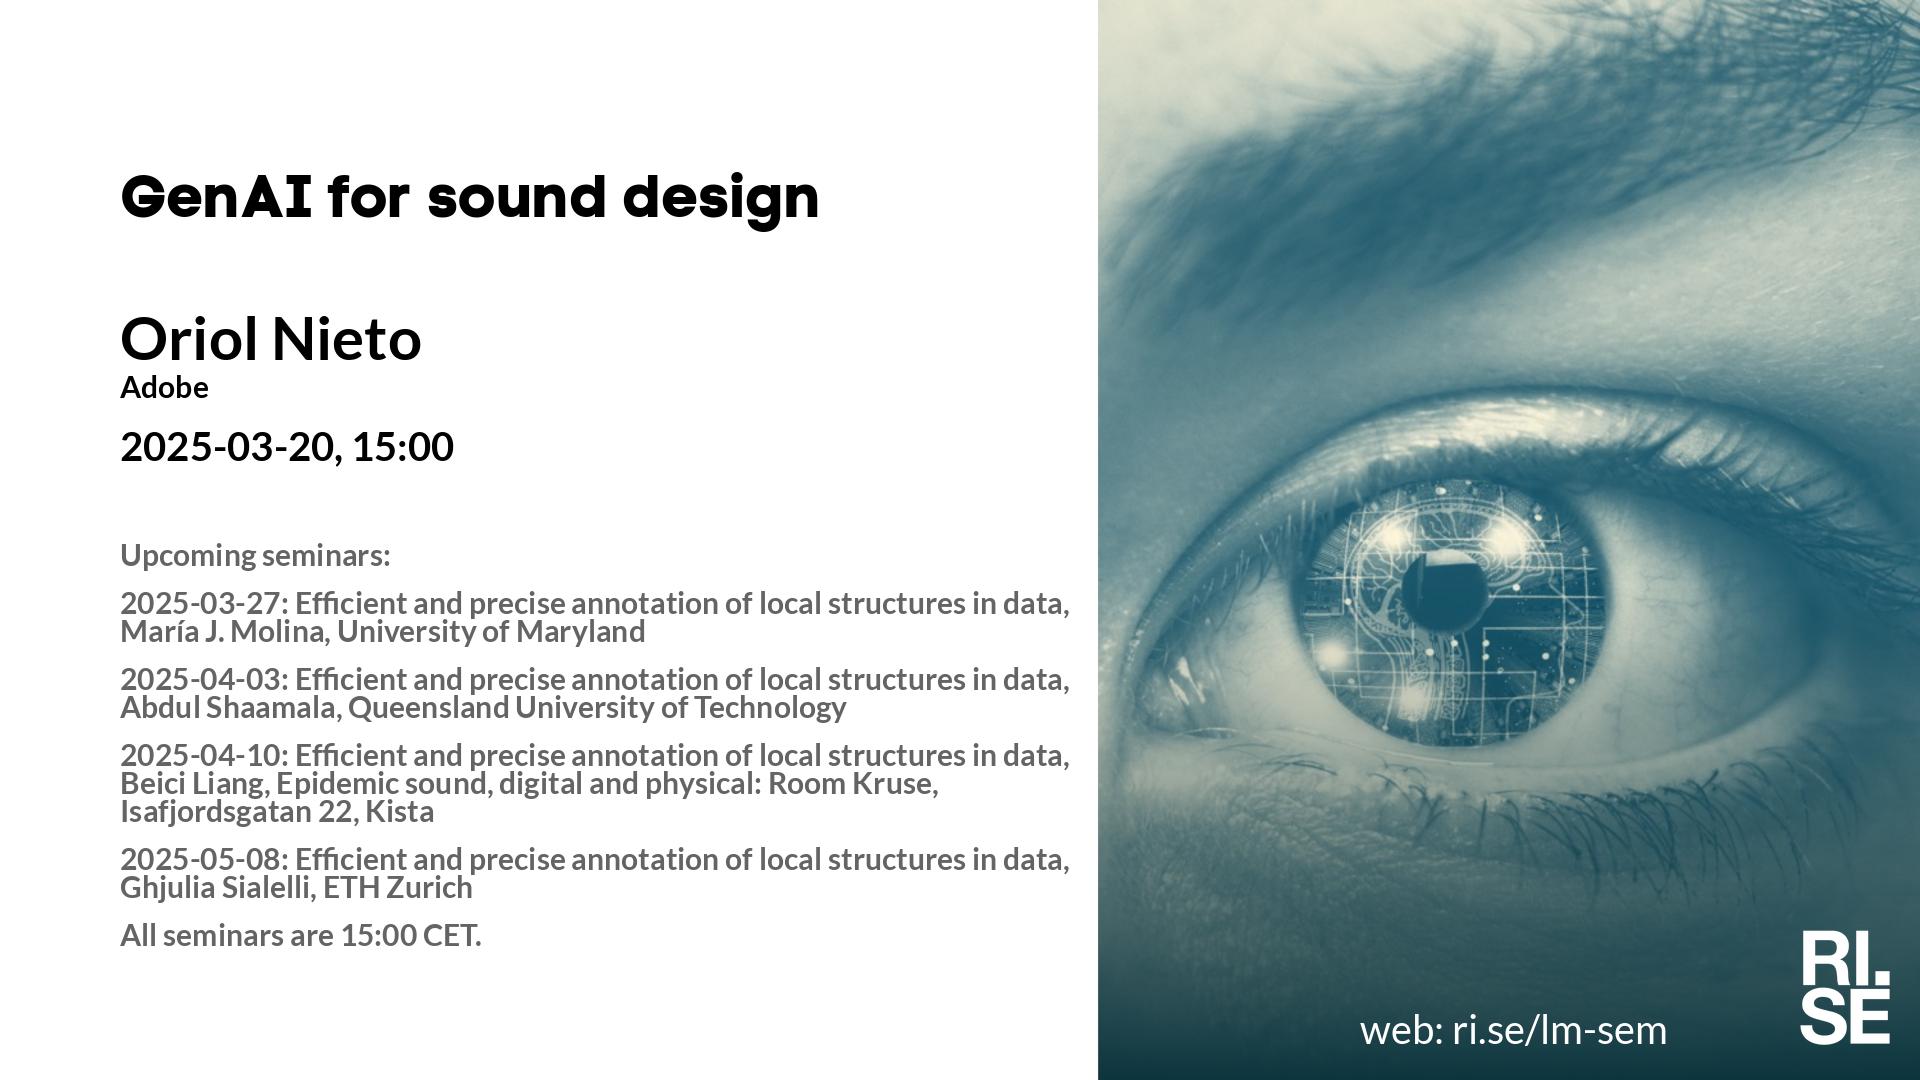 GenAI for sound design
Oriol Nieto
Adobe
2025-03-20, 15:00
Upcoming seminars:
2025-03-27: Efficient and precise annotation of local structures in data,
María J. Molina, University of Maryland
2025-04-03: Efficient and precise annotation of local structures in data,
Abdul Shaamala, Queensland University of Technology
2025-04-10: Efficient and precise annotation of local structures in data,
Beici Liang, Epidemic sound, digital and physical: Room Kruse,
Isafjordsgatan 22, Kista
2025-05-08: Efficient and precise annotation of local structures in data,
Ghjulia Sialelli, ETH Zurich
All seminars are 15:00 CET.
web: ri.se/lm-sem
RI.
SE